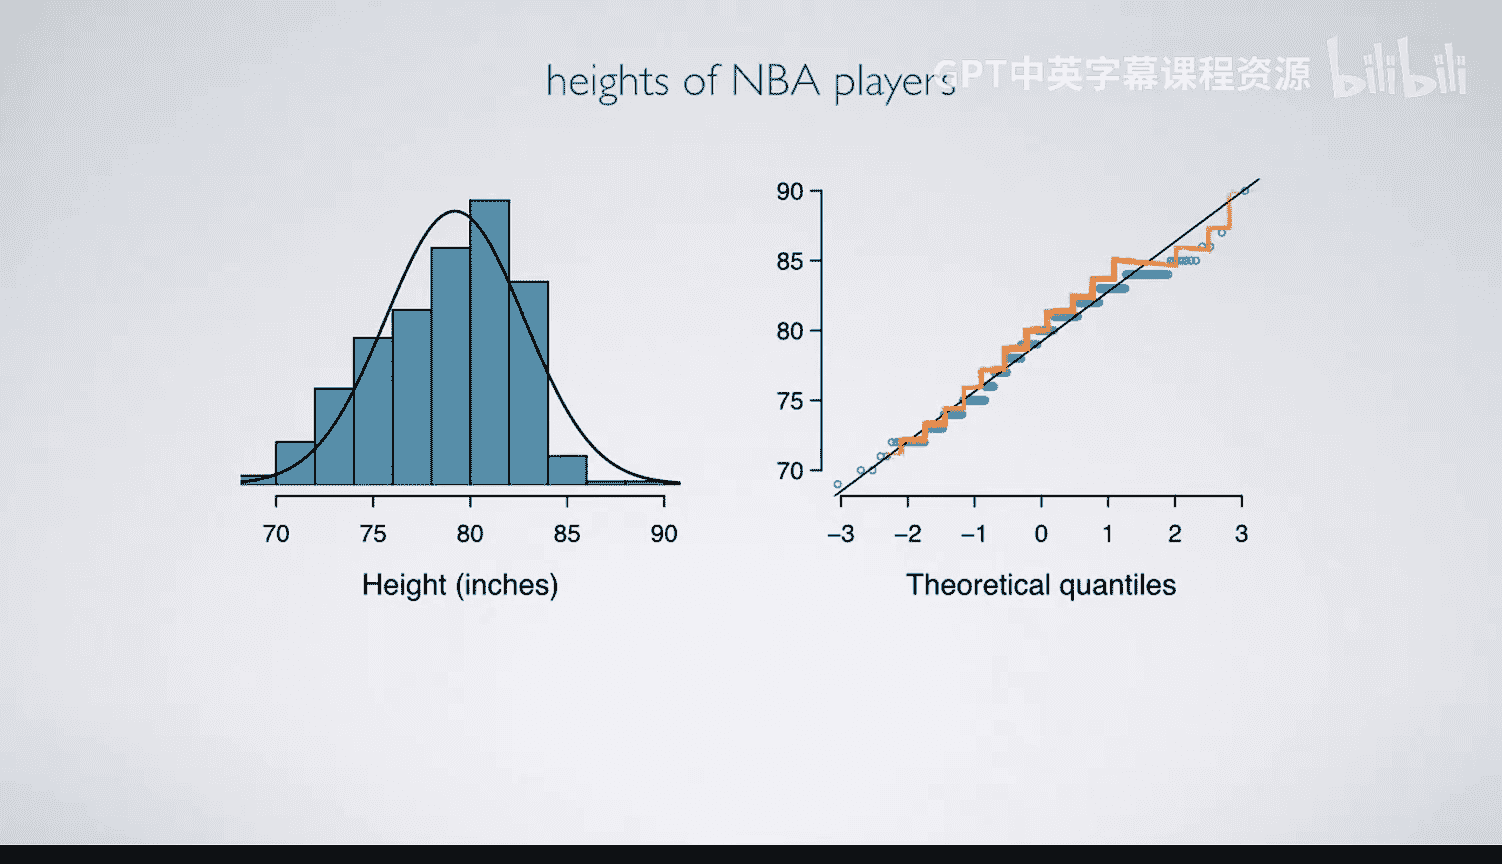 heights of NBA players
GPT中英字幕课程资源 bilibili
90
85
80
75
70
70 75 80 85 90
−3 −2 −1 0 1 2 3
Height (inches)
Theoretical quantiles